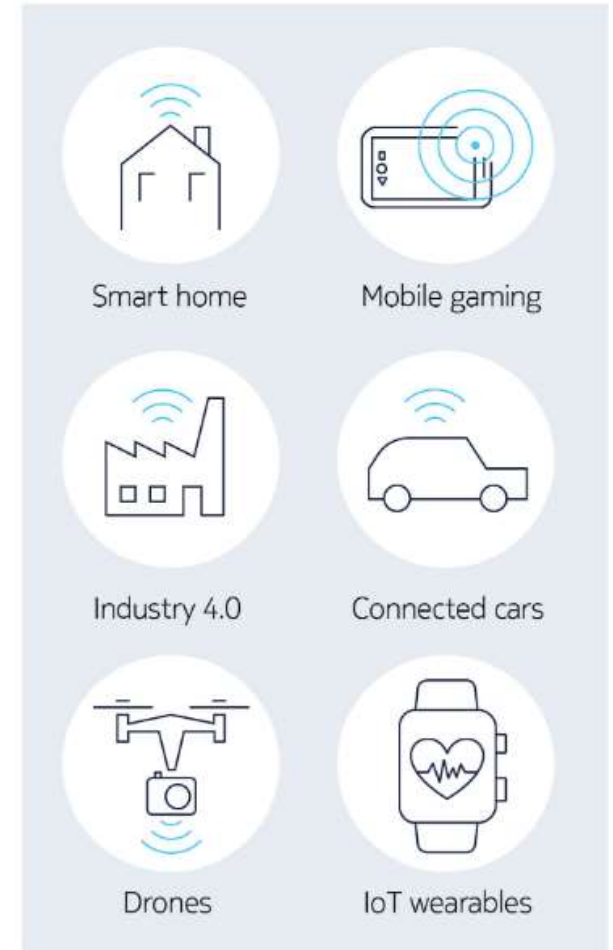 Smart home
Mobile gaming
Industry 4.0
Connected cars
Drones
IoT wearables